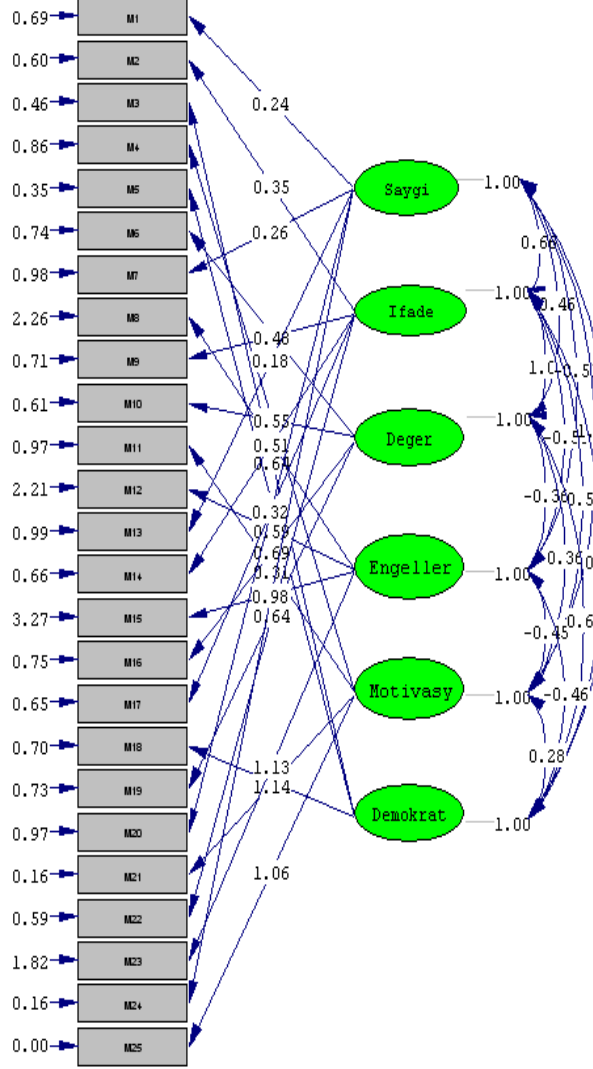 0.69 M1
0.60 M2
0.46 M3
0.86 M4
0.35 M5
0.74 M6
0.98 M7
2.26 M8
0.71 M9
0.61 M10
0.97 M11
2.21 M12
0.99 M13
0.66 M14
3.27 M15
0.75 M16
0.65 M17
0.70 M18
0.73 M19
0.97 M20
0.16 M21
0.59 M22
1.82 M23
0.16 M24
0.00 M25
0.24
0.35
0.26
0.48
0.18
0.55
0.51
0.64
0.32
0.59
0.69
0.31
0.98
0.64
1.13
1.14
1.06
Saygi 1.00
Ifade 1.00
Deger 1.00
Engeller 1.00
Motivasy 1.00
Demokrat 1.00
0.46
-0.36
0.36
-0.45
-0.46
0.28